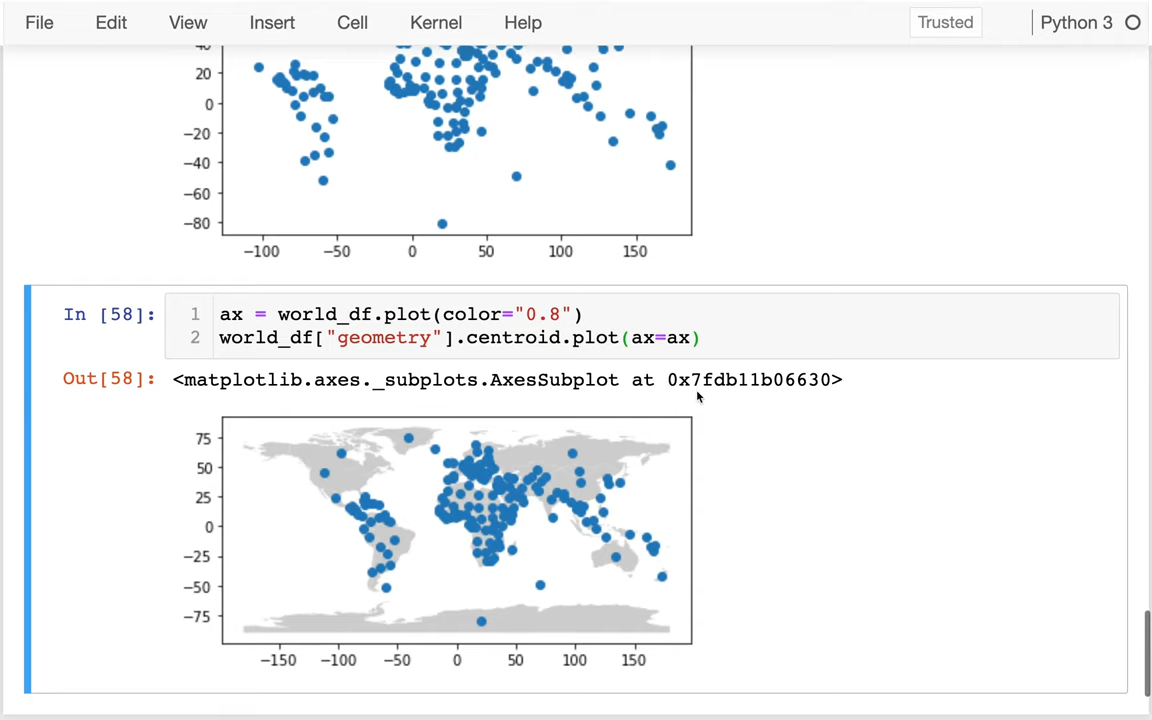 File Edit View Insert Cell Kernel Help Trusted Python 3
40
20
0
−20
−40
−60
−80
−100 −50 0 50 100 150
In [58]: 1 ax = world_df.plot(color="0.8")
2 world_df["geometry"].centroid.plot(ax=ax)
Out[58]: <matplotlib.axes._subplots.AxesSubplot at 0x7fdb11b06630>
75
50
25
0
−25
−50
−75
−150 −100 −50 0 50 100 150